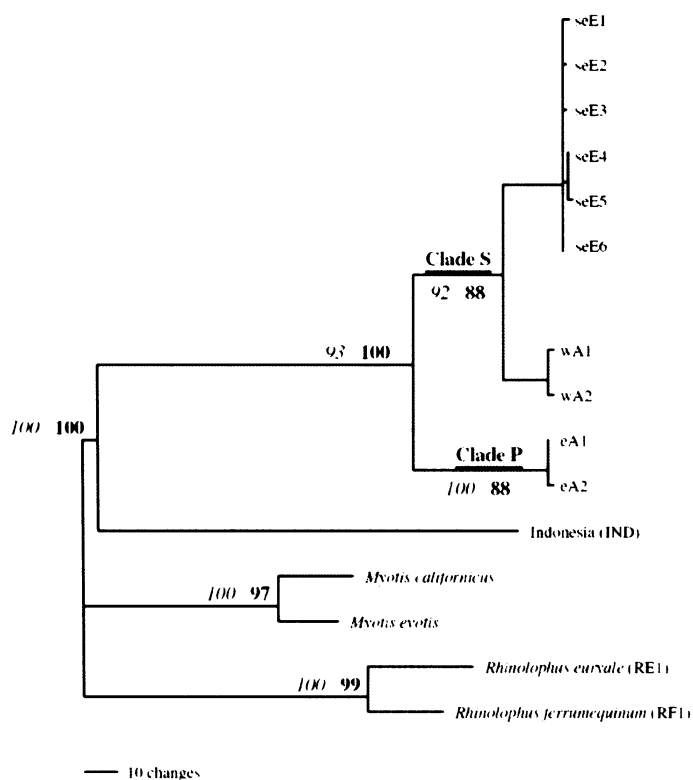 seE1
seE2
seE3
seE4
seE5
seE6
Clade S
92 88
93 100
wA1
wA2
100 100
eA1
Clade P
100 88
eA2
Indonesia (IND)
Myotis californicus
100 97
Myotis evotis
Rhinolophus euryale (RE1)
100 99
Rhinolophus ferrumequinum (RF1)
10 changes